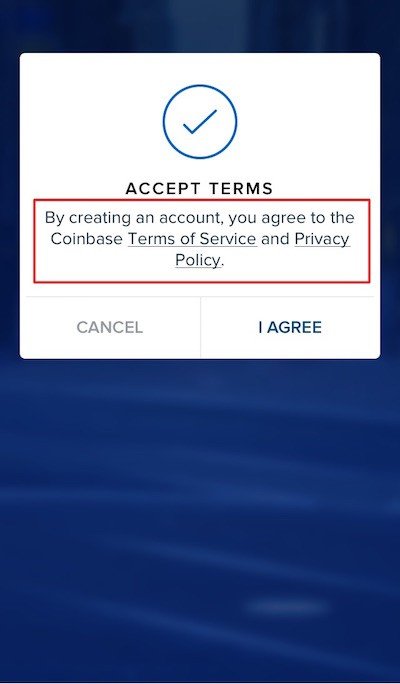 ACCEPT TERMS
By creating an account, you agree to the
Coinbase Terms of Service and Privacy
Policy.
CANCEL
I AGREE